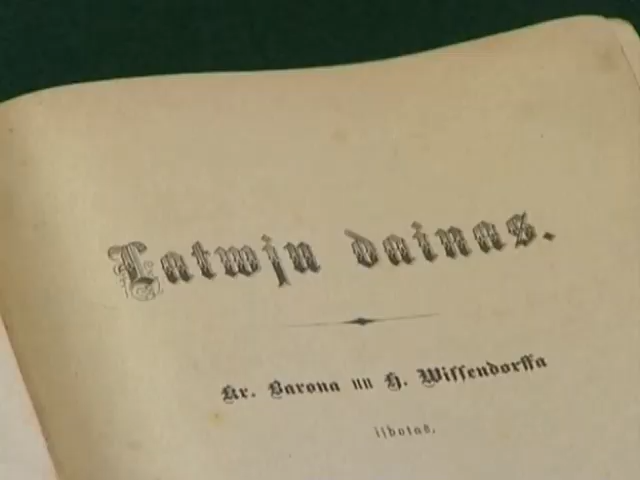 Latwju dainas.
Kr. Barona un H. Wissendorffa
isdotas.